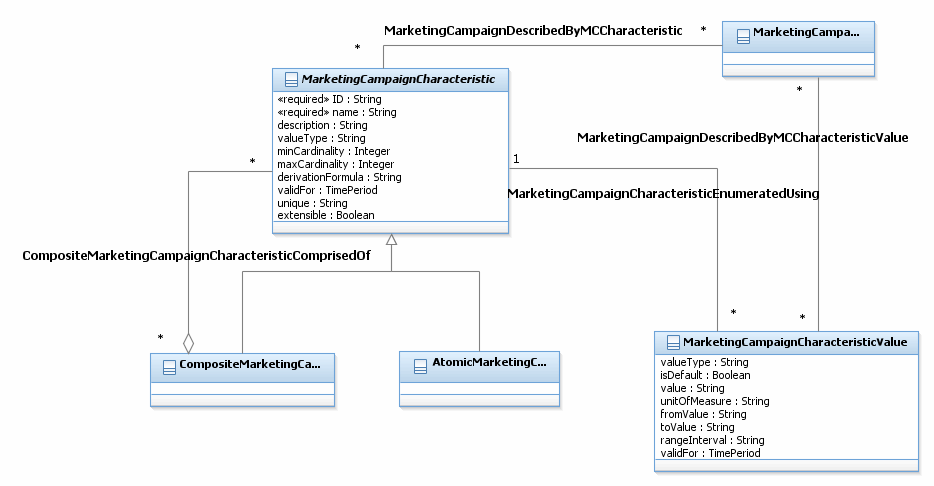 MarketingCampaignDescribedByMCCharacteristic
*
*
MarketingCampa...
MarketingCampaignCharacteristic
«required» ID : String
«required» name : String
description : String
valueType : String
minCardinality : Integer
maxCardinality : Integer
derivationFormula : String
validFor : TimePeriod
unique : String
extensible : Boolean
*
MarketingCampaignDescribedByMCCharacteristicValue
*
1
MarketingCampaignCharacteristicEnumeratedUsing
CompositeMarketingCampaignCharacteristicComprisedOf
*
*
*
CompositeMarketingCa...
AtomicMarketingC...
MarketingCampaignCharacteristicValue
valueType : String
isDefault : Boolean
value : String
unitOfMeasure : String
fromValue : String
toValue : String
rangeInterval : String
validFor : TimePeriod